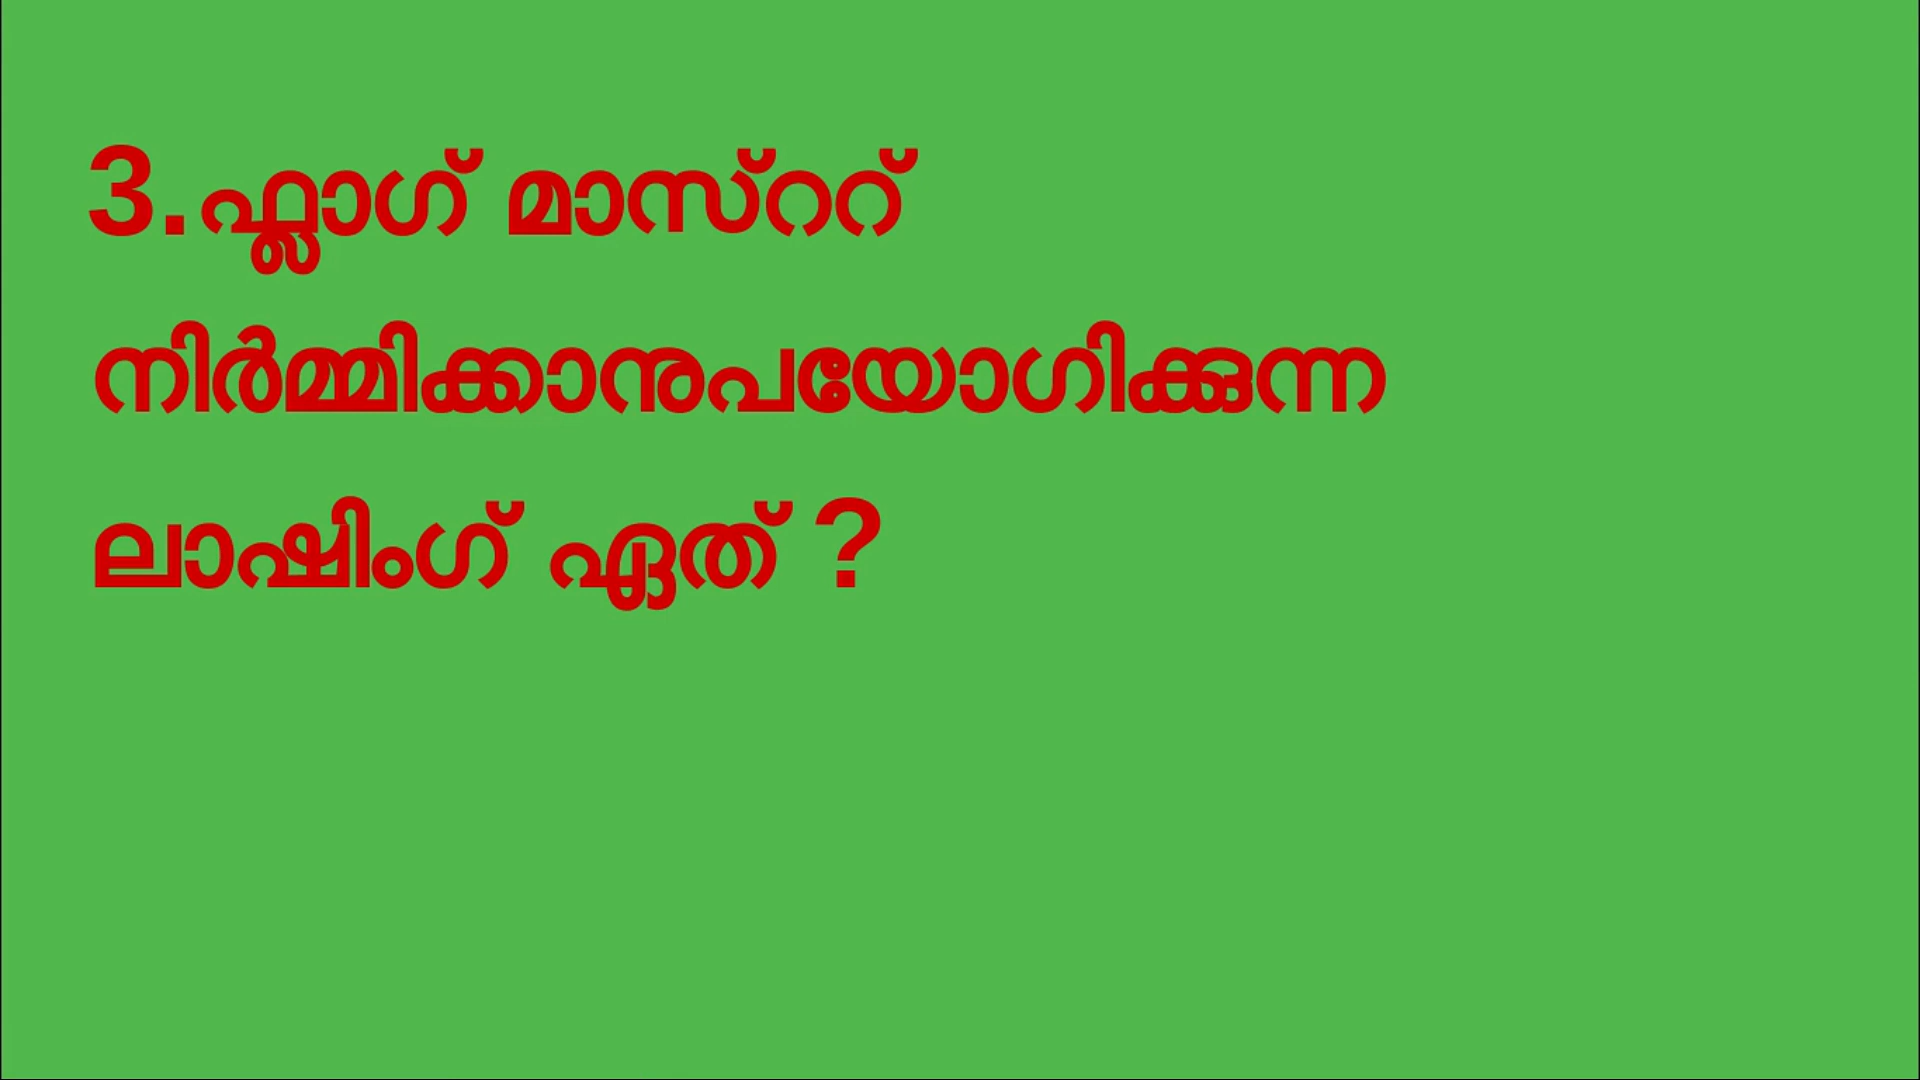 3.ഫ്ലാഗ് മാസ്ററ്
നിർമ്മിക്കാനുപയോഗിക്കുന്ന
ലാഷിംഗ് ഏത് ?